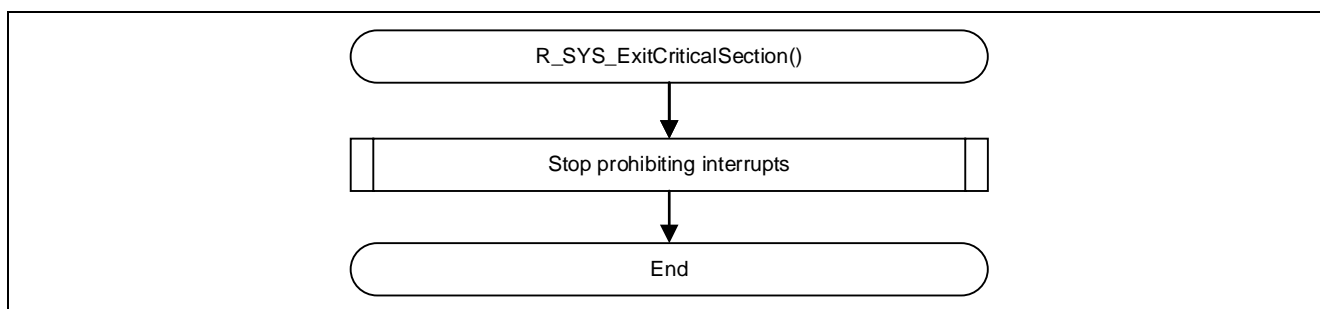 R_SYS_ExitCriticalSection()
Stop prohibiting interrupts
End